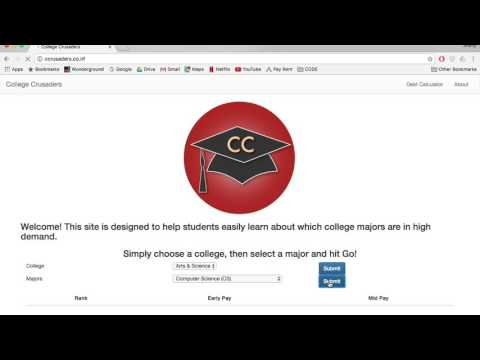 College Crusaders
ccrusaders.co.nf
Apps Bookmarks Wonderground Google Drive Gmail Maps Netflix YouTube Pay Rent CODE Other Bookmarks
College Crusaders Debt Calculator About
CC
Welcome! This site is designed to help students easily learn about which college majors are in high
demand.
Simply choose a college, then select a major and hit Go!
College Arts & Science Submit
Majors Computer Science (CS) Submit
Rank Early Pay Mid Pay